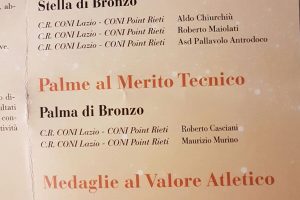 Stella di Bronzo
C.R. CONI Lazio - CONI Point Rieti Aldo Chiurchiù
C.R. CONI Lazio - CONI Point Rieti Roberto Maiolati
C.R. CONI Lazio - CONI Point Rieti Asd Pallavolo Antrodoco
Palme al Merito Tecnico
Palma di Bronzo
C.R. CONI Lazio - CONI Point Rieti Roberto Casciani
C.R. CONI Lazio - CONI Point Rieti Maurizio Murino
Medaglie al Valore Atletico